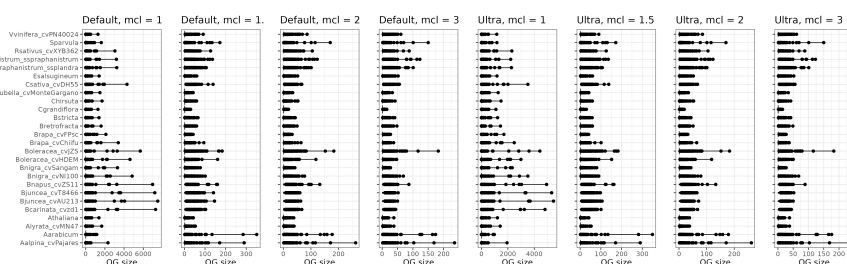 Default, mcl = 1
Default, mcl = 1.
Default, mcl = 2
Default, mcl = 3
Ultra, mcl = 1
Ultra, mcl = 1.5
Ultra, mcl = 2
Ultra, mcl = 3
Vvinifera_cvPN40024
Sparvula
Rsativus_cvXYB362
nistrum_sspraphanistrum
raphanistrum_ssplandra
Esalsugineum
Csativa_cvDH55
ubella_cvMonteGargano
Chirsuta
Cgrandiflora
Bstricta
Bretrofracta
Brapa_cvFPsc
Brapa_cvChiifu
Boleracea_cvJZS
Boleracea_cvHDEM
Bnigra_cvSangam
Bnigra_cvNI100
Bnapus_cvZS11
Bjuncea_cvT8466
Bjuncea_cvAU213
Bcarinata_cvzd1
Athaliana
Alyrata_cvMN47
Aarabicum
Aalpina_cvPajares
0 2000 4000 6000
0 100 200 300
0 100 200
0 50 100 150 200
0 2000 4000
0 100 200 300
0 100 200
0 50 100 150 200
OG size
OG size
OG size
OG size
OG size
OG size
OG size
OG size